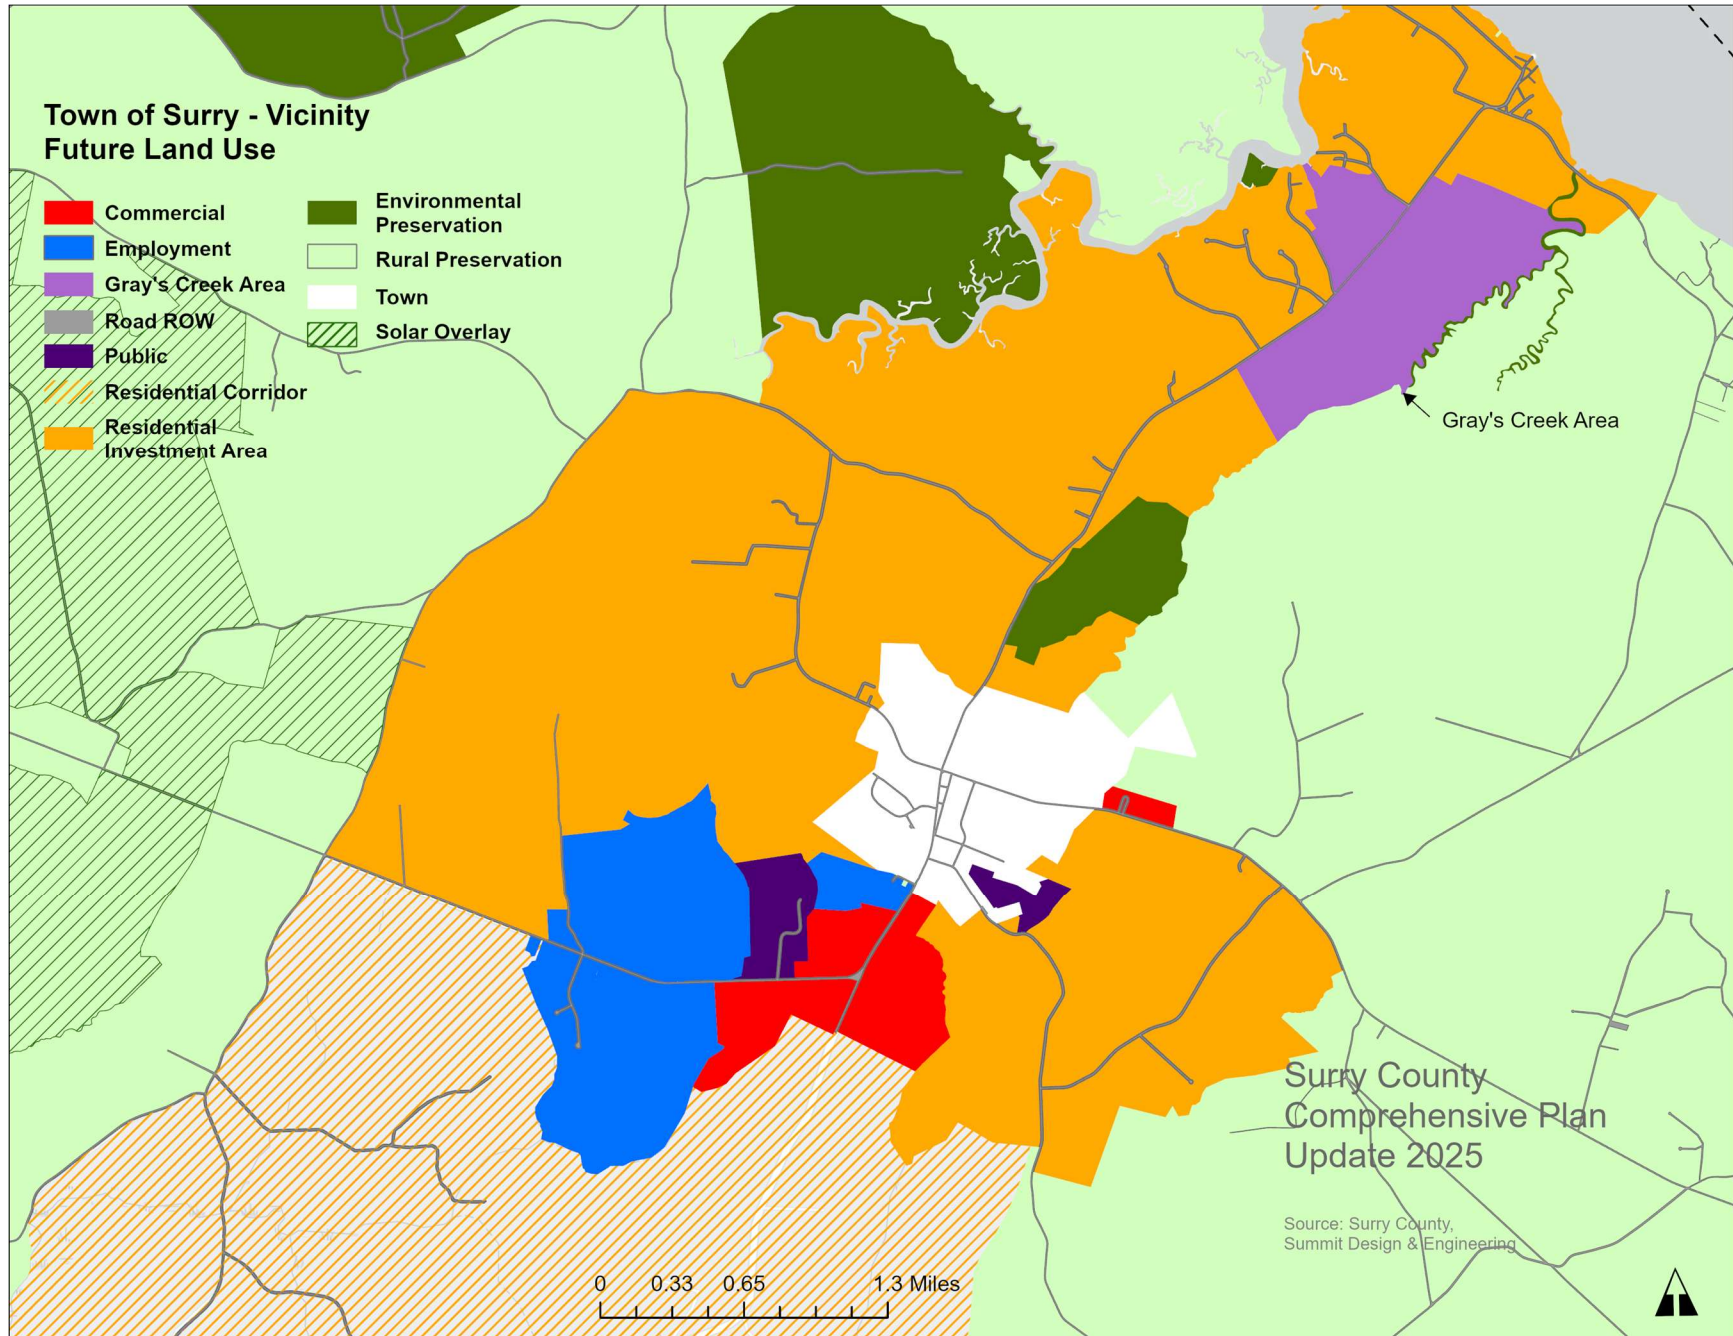 Town of Surry - Vicinity
Future Land Use
Commercial
Employment
Gray's Creek Area
Road ROW
Public
Residential Corridor
Residential
Investment Area
Environmental
Preservation
Rural Preservation
Town
Solar Overlay
Gray's Creek Area
Surry County
Comprehensive Plan
Update 2025
Source: Surry County,
Summit Design & Engineering
0 0.33 0.65 1.3 Miles